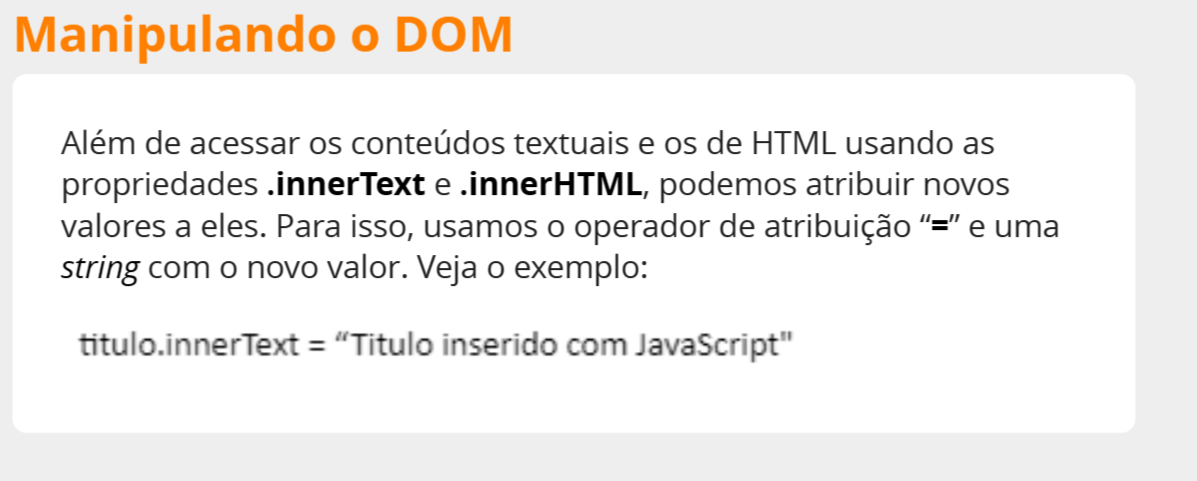 Manipulando o DOM
Além de acessar os conteúdos textuais e os de HTML usando as
propriedades .innerText e .innerHTML, podemos atribuir novos
valores a eles. Para isso, usamos o operador de atribuição “=” e uma
string com o novo valor. Veja o exemplo:
titulo.innerText = “Titulo inserido com JavaScript"